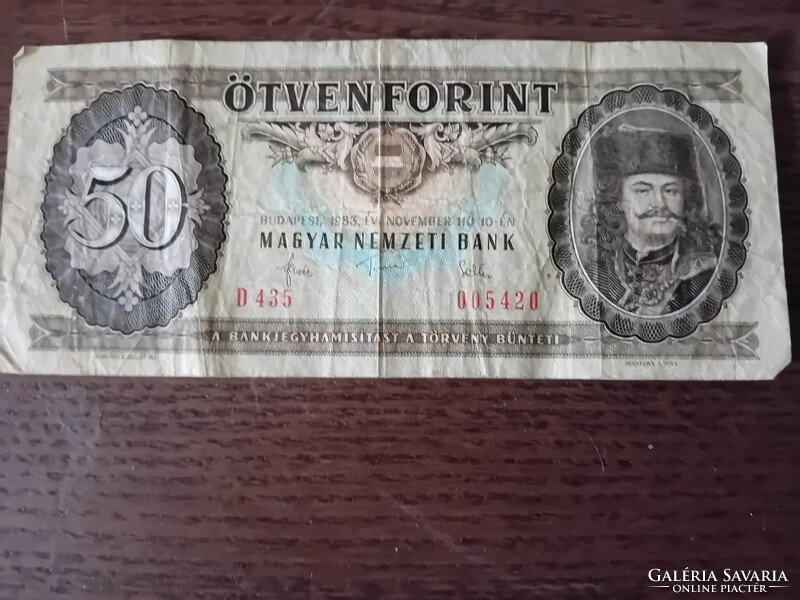 ÖTVEN FORINT
50
BUDAPEST, 1983. ÉVI NOVEMBER HÓ 10-ÉN
MAGYAR NEMZETI BANK
D 435 005420
A BANKJEGYHAMISÍTÁST A TÖRVÉNY BÜNTETI
GALÉRIA SAVARIA
ONLINE PIACTÉR